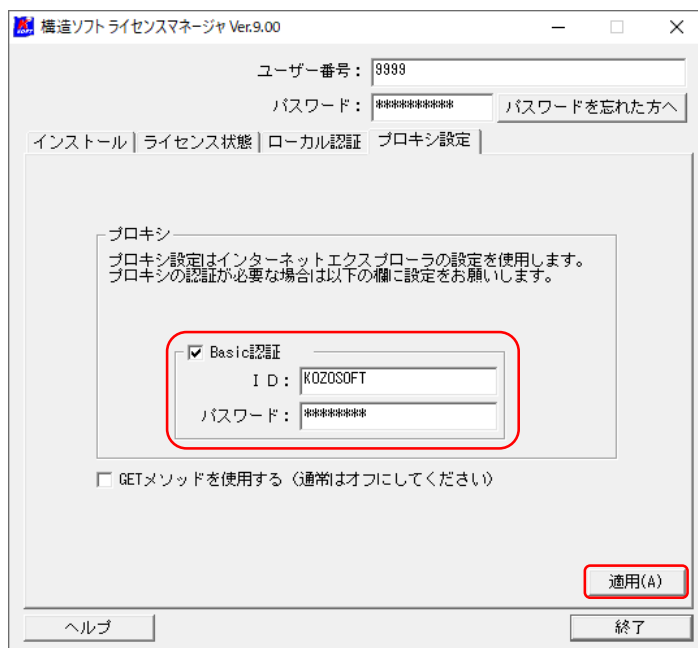 構造ソフトライセンスマネージャ Ver.9.00
ユーザー番号： 9999
パスワード： ********** パスワードを忘れた方へ
インストール ライセンス状態 ローカル認証 プロキシ設定
プロキシ
プロキシ設定はインターネットエクスプローラの設定を使用します。
プロキシの認証が必要な場合は以下の欄に設定をお願いします。
Basic認証
ＩＤ： KOZOSOFT
パスワード： ********
GETメソッドを使用する（通常はオフにしてください）
適用(A)
ヘルプ 終了